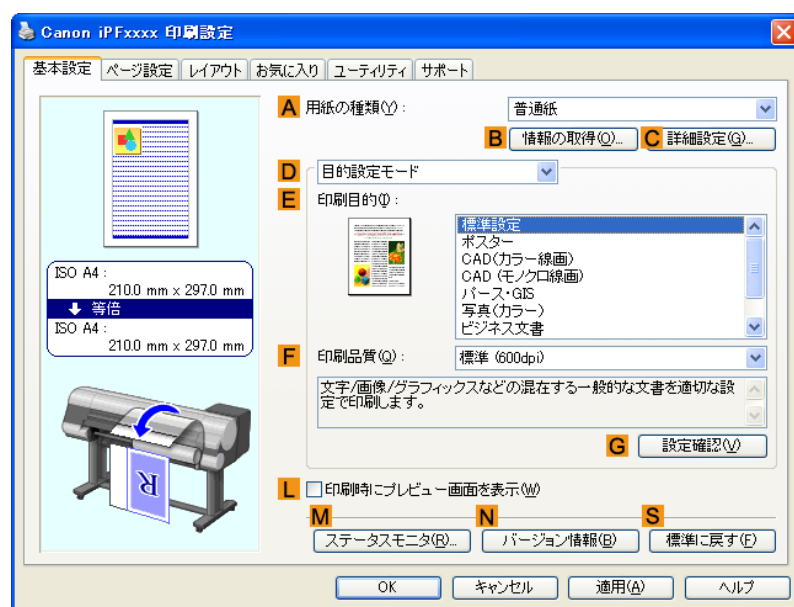 Canon iPFxxxx 印刷設定
基本設定 ページ設定 レイアウト お気に入り ユーティリティ サポート
A 用紙の種類(Y): 普通紙
B 情報の取得(O)... C 詳細設定(G)...
D 目的設定モード
E 印刷目的(I):
標準設定
ポスター
CAD(カラー線画)
CAD (モノクロ線画)
パース・GIS
写真(カラー)
ビジネス文書
ISO A4 :
210.0 mm x 297.0 mm
等倍
ISO A4 :
210.0 mm x 297.0 mm
F 印刷品質(Q): 標準 (600dpi)
文字/画像/グラフィックスなどの混在する一般的な文書を適切な設
定で印刷します。
G 設定確認(V)
R
L 印刷時にプレビュー画面を表示(W)
M N S
ステータスモニタ(R)... バージョン情報(B) 標準に戻す(F)
OK キャンセル 適用(A) ヘルプ